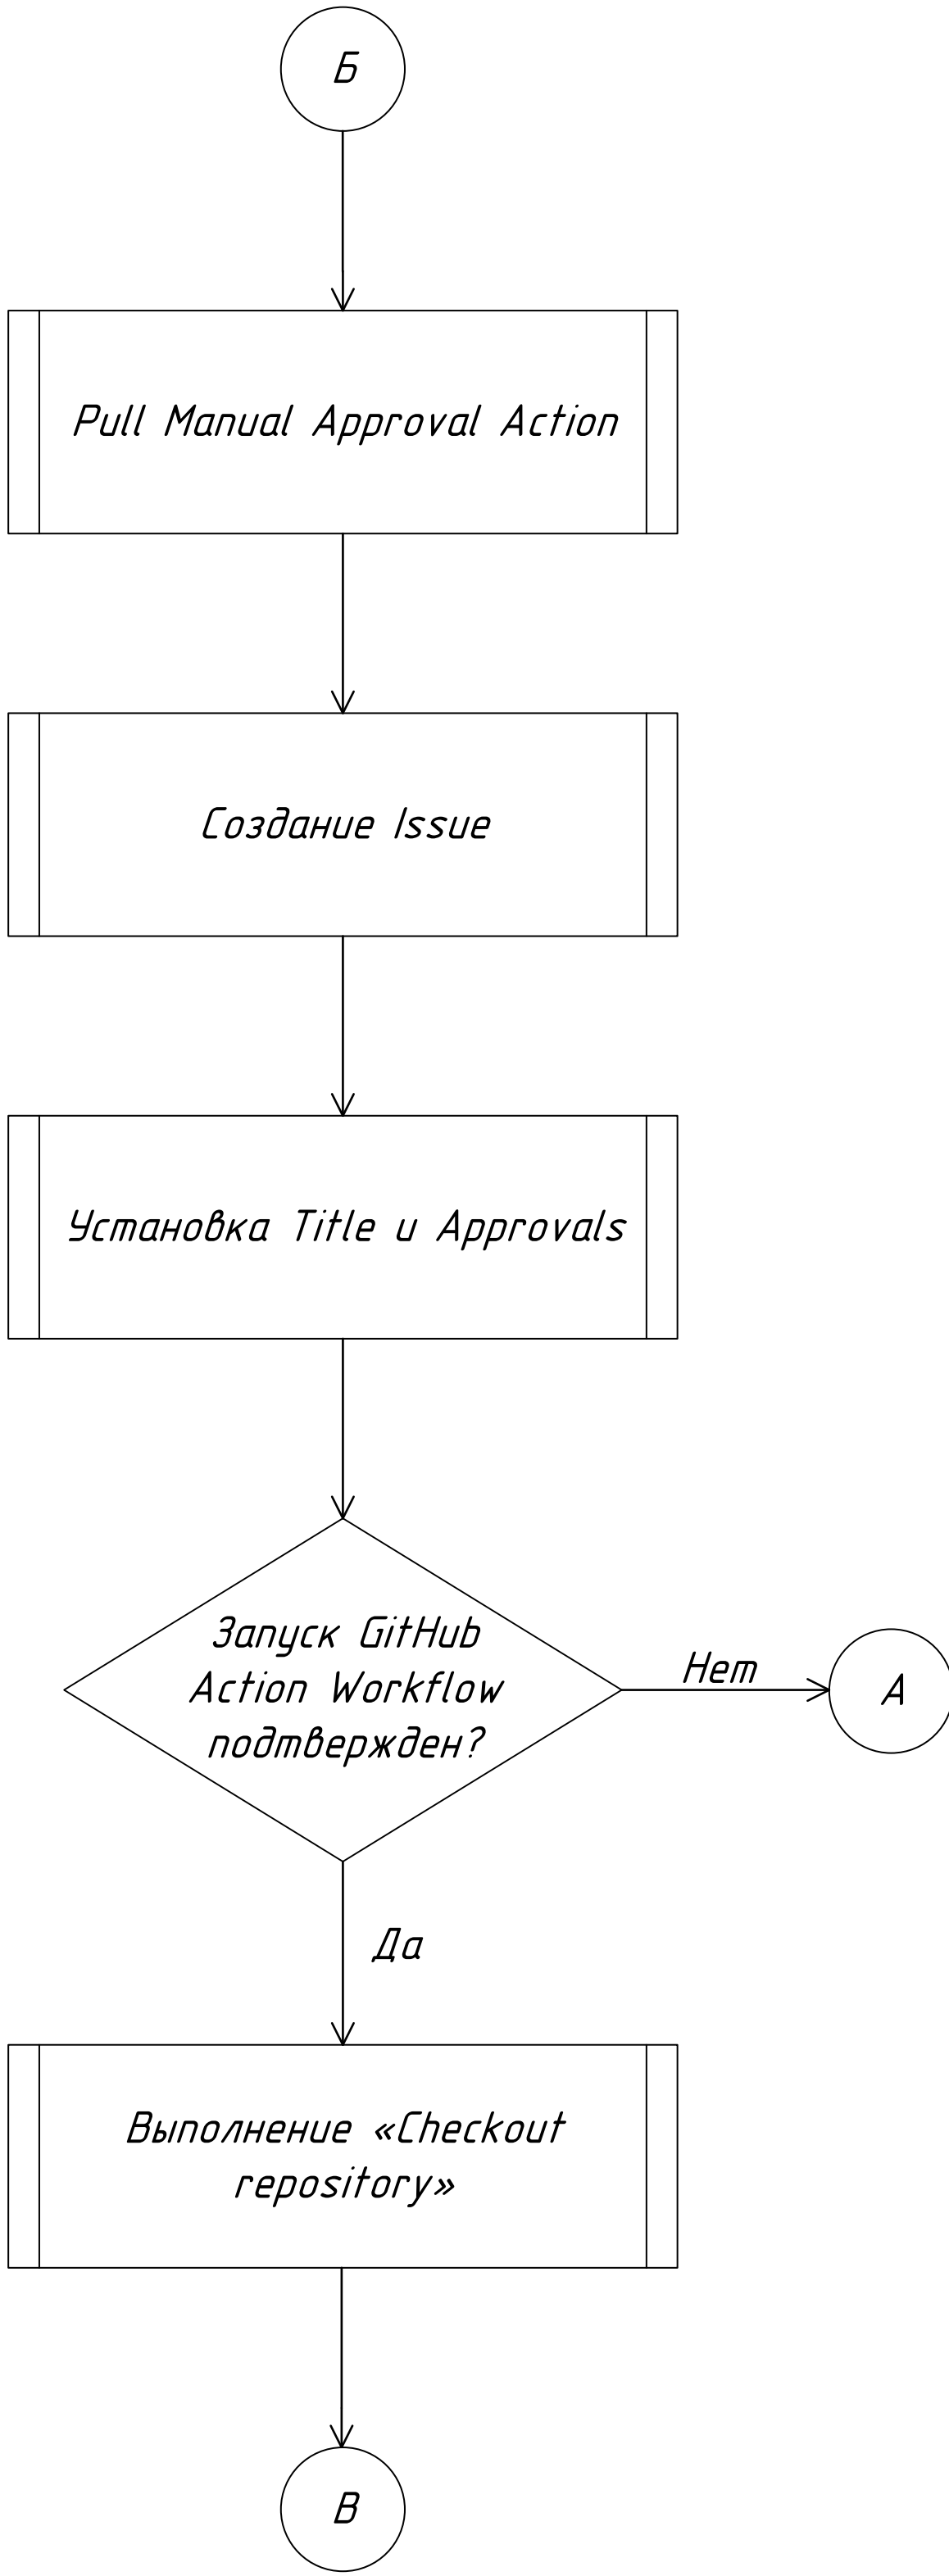 Б
Pull Manual Approval Action
Создание Issue
Установка Title и Approvals
Запуск GitHub
Action Workflow
подтвержден?
Нет
А
Да
Выполнение «Checkout
repository»
В